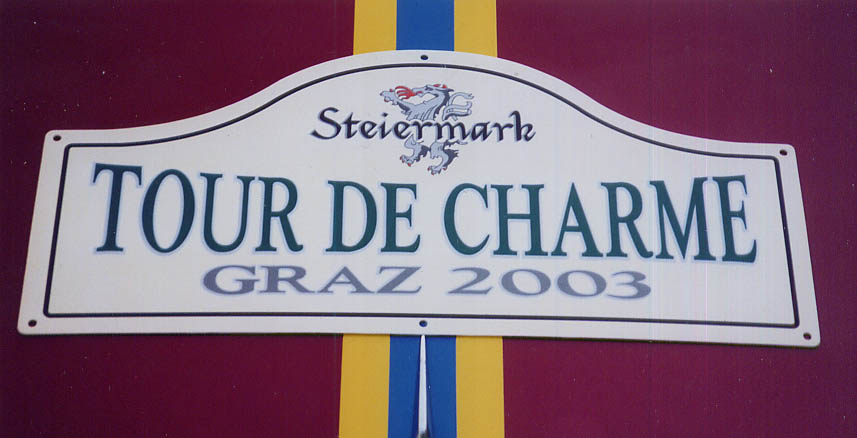 Steiermark
TOUR DE CHARME
GRAZ 2003